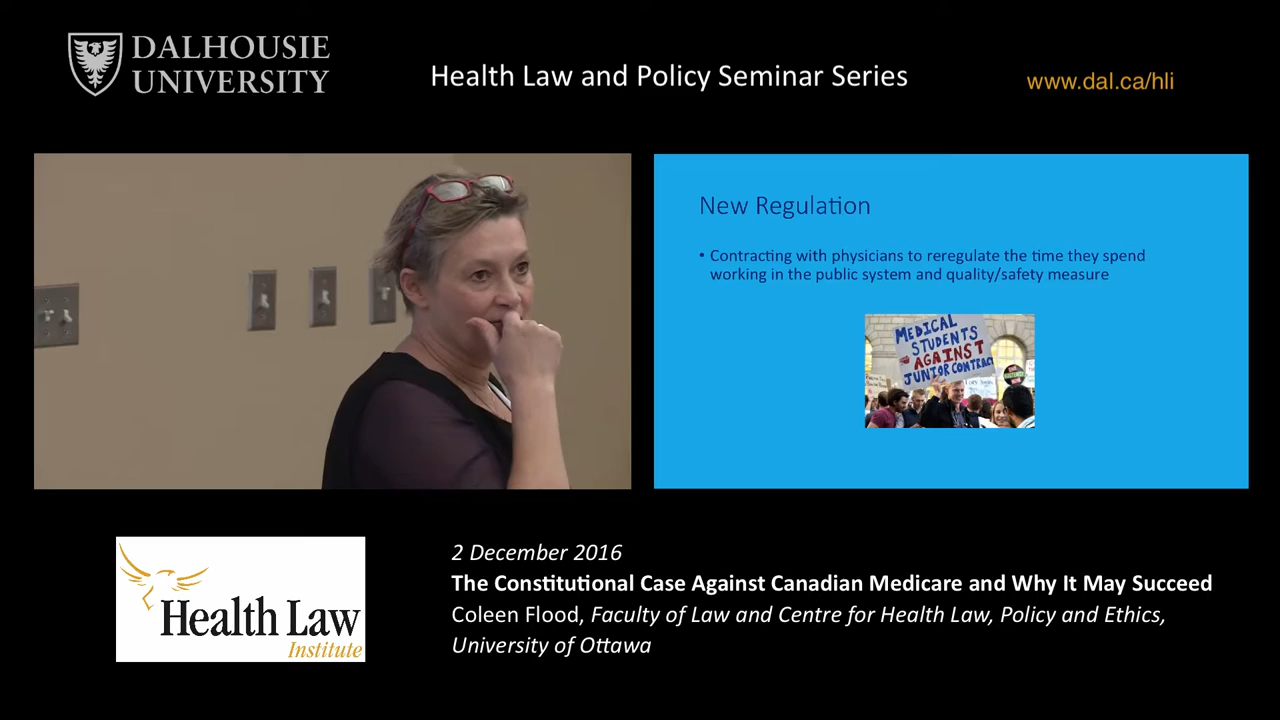 DALHOUSIE
UNIVERSITY
Health Law and Policy Seminar Series
www.dal.ca/hli
New Regulation
• Contracting with physicians to reregulate the time they spend
working in the public system and quality/safety measure
MEDICAL
STUDENTS
AGAINST
JUNIOR CONTRACT
Health Law
Institute
2 December 2016
The Constitutional Case Against Canadian Medicare and Why It May Succeed
Coleen Flood, Faculty of Law and Centre for Health Law, Policy and Ethics,
University of Ottawa